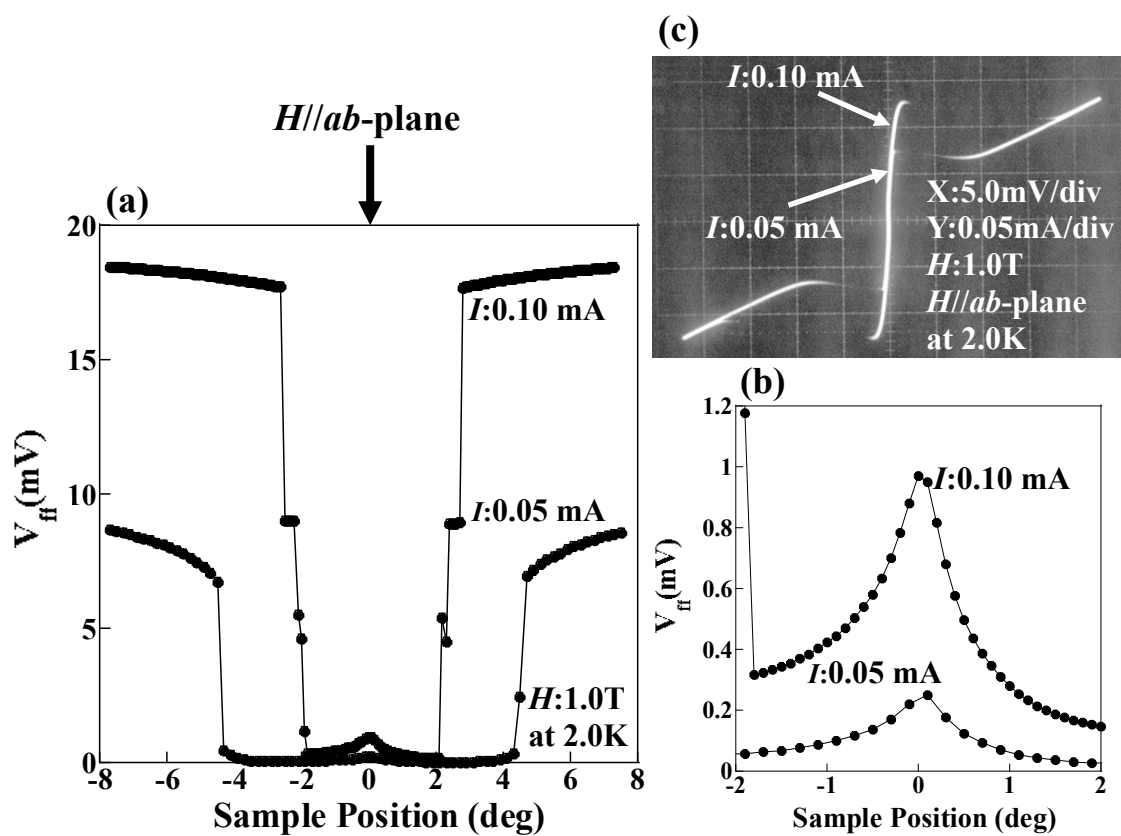 (c)
I:0.10 mA
I:0.05 mA
X:5.0mV/div
Y:0.05mA/div
H:1.0T
H//ab-plane
at 2.0K
H//ab-plane
(a)
20
15
10
5
0
-8
-6
-4
-2
0
2
4
6
8
V_ff(mV)
Sample Position (deg)
I:0.10 mA
I:0.05 mA
H:1.0T
at 2.0K
(b)
1.2
1
0.8
0.6
0.4
0.2
0
-2
-1
0
1
2
V_ff(mV)
Sample Position (deg)
I:0.10 mA
I:0.05 mA